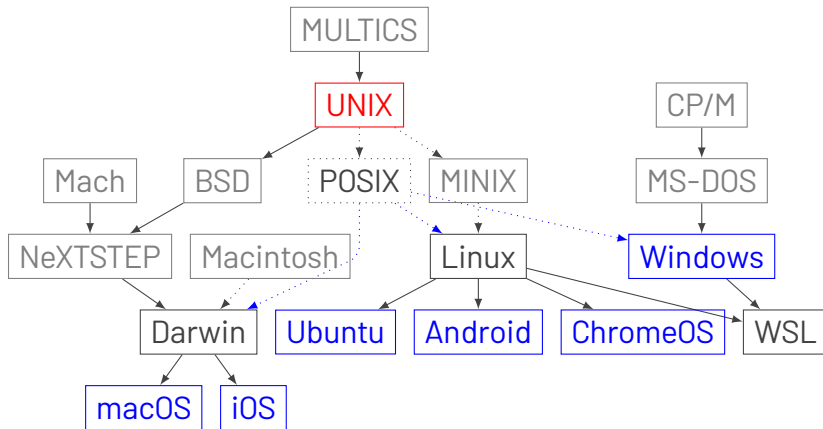 MULTICS
UNIX
CP/M
Mach
BSD
POSIX
MINIX
MS-DOS
NeXTSTEP
Macintosh
Linux
Windows
Darwin
Ubuntu
Android
ChromeOS
WSL
macOS
iOS